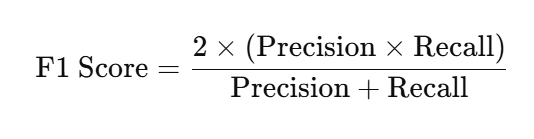 F1 Score = 2 × (Precision × Recall) / Precision + Recall